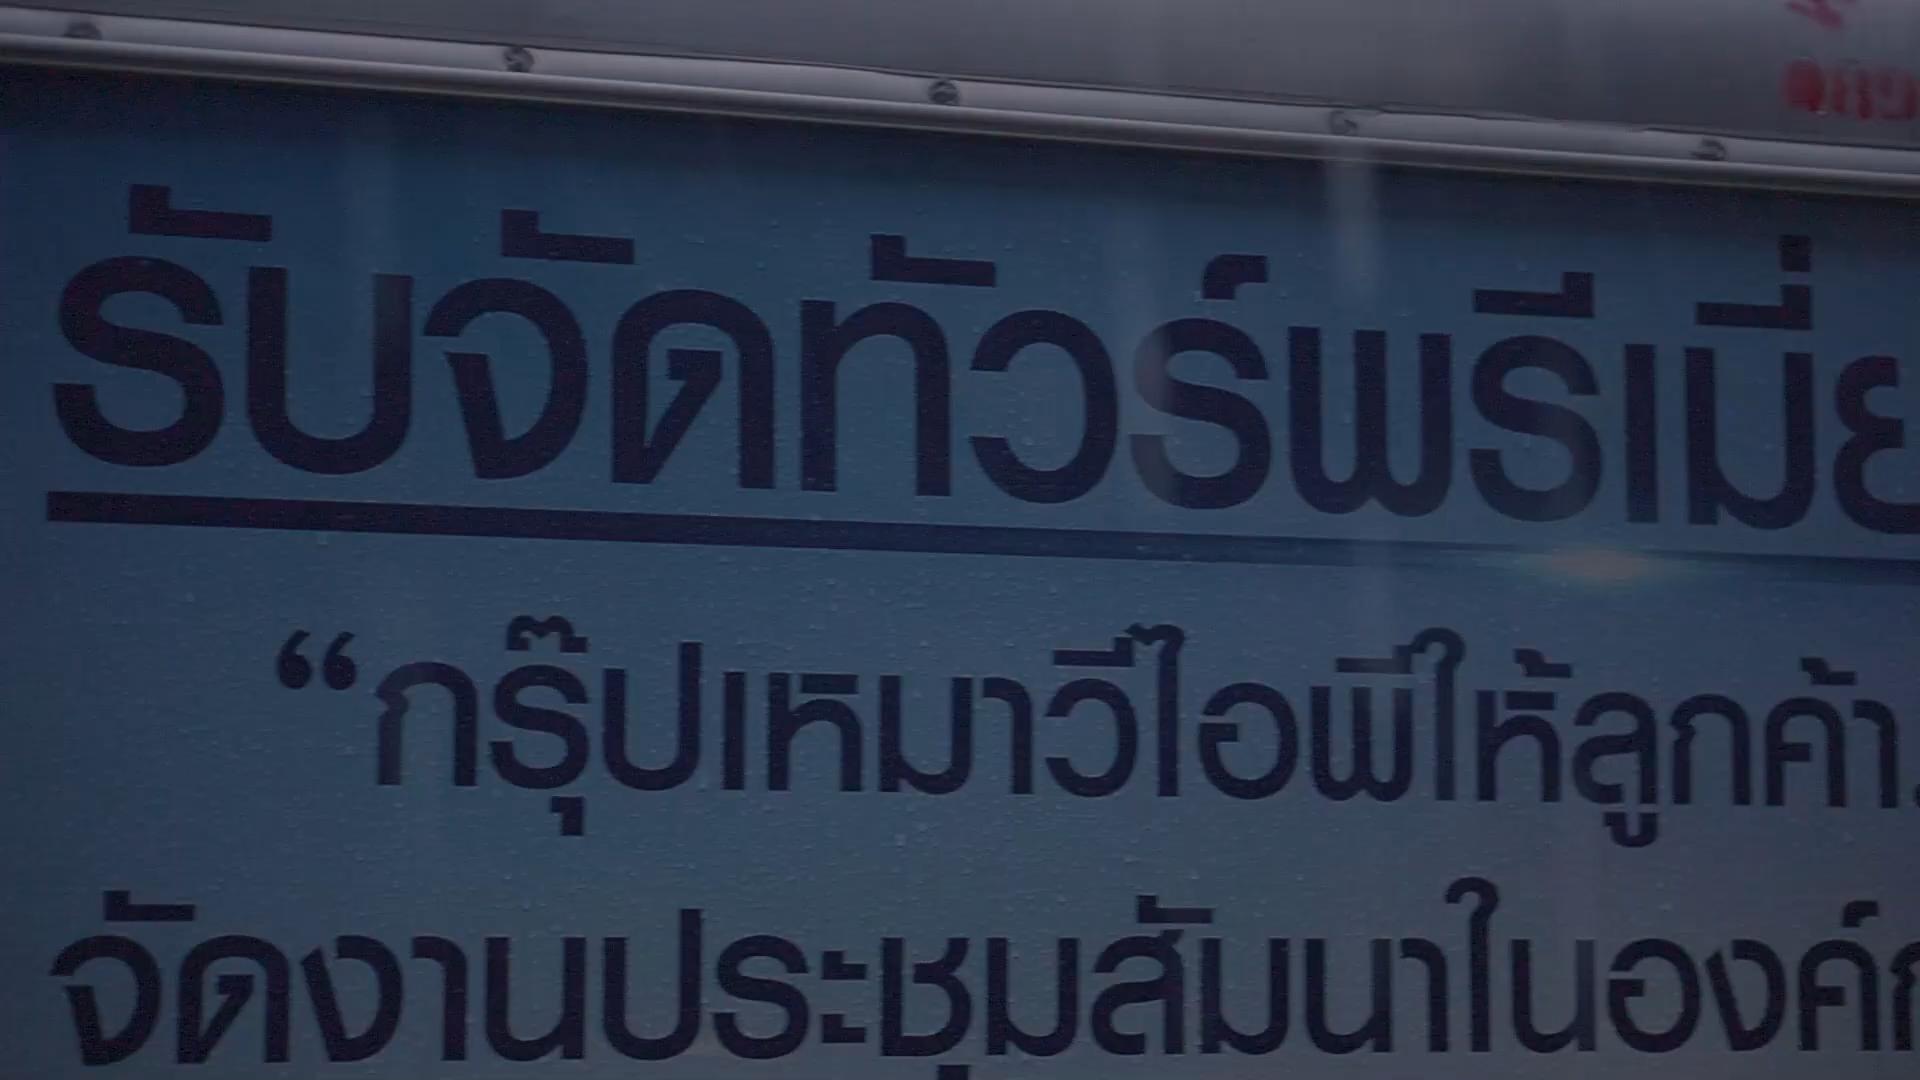 รับจัดทัวร์พรีเมี่ย
“กรุ๊ปเหมาวีไอพีให้ลูกค้า
จัดงานประชุมสัมนาในองค์ก